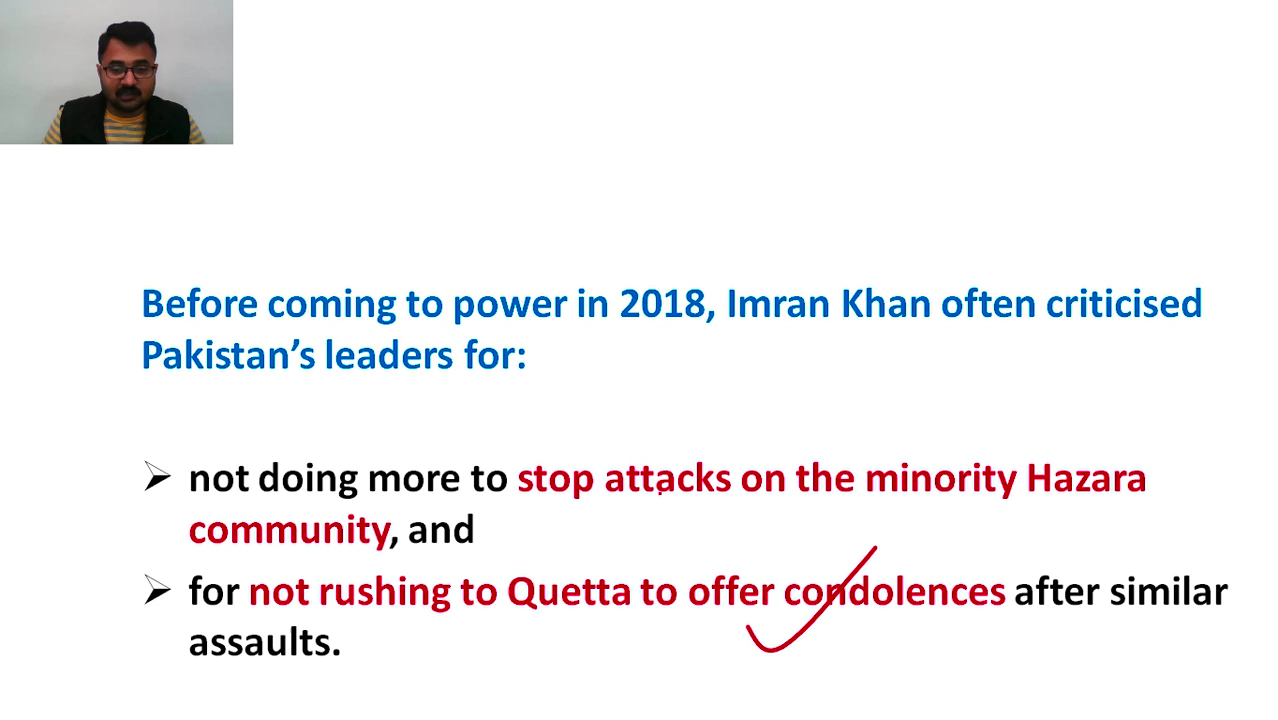 Before coming to power in 2018, Imran Khan often criticised
Pakistan’s leaders for:
not doing more to stop attacks on the minority Hazara
community, and
for not rushing to Quetta to offer condolences after similar
assaults.